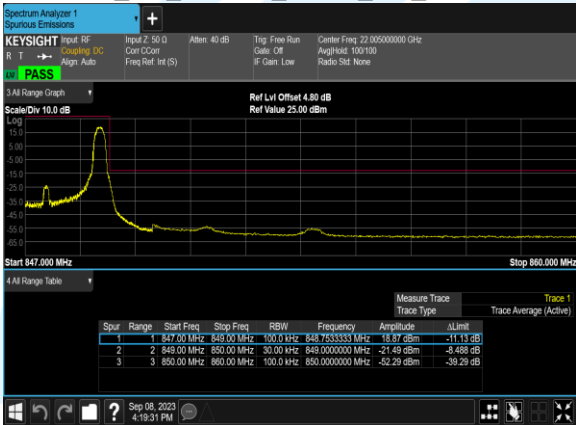 Spectrum Analyzer 1
Spurious Emissions
+
KEYSIGHT Input: RF Input Z: 50 Ω Atten: 40 dB Trig: Free Run Center Freq: 22.005000000 GHz
R T Coupling: DC Corr CCorr Gate: Off Avg|Hold: 100/100
Align: Auto Freq Ref: Int (S) IF Gain: Low Radio Std: None
PASS
3 All Range Graph
Ref Lvl Offset 4.80 dB
Scale/Div 10.0 dB Ref Value 25.00 dBm
Log
15.0
5.00
-5.00
-15.0
-25.0
-35.0
-45.0
-55.0
-65.0
Start 847.000 MHz Stop 860.000 MHz
4 All Range Table
Measure Trace Trace 1
Trace Type Trace Average (Active)
Spur Range Start Freq Stop Freq RBW Frequency Amplitude ΔLimit
1 1 847.00 MHz 849.00 MHz 100.0 kHz 848.7533333 MHz 18.87 dBm -11.13 dB
2 2 849.00 MHz 850.00 MHz 30.00 kHz 849.0000000 MHz -21.49 dBm -8.488 dB
3 3 850.00 MHz 860.00 MHz 100.0 kHz 850.0000000 MHz -52.29 dBm -39.29 dB
? Sep 08, 2023
4:19:31 PM